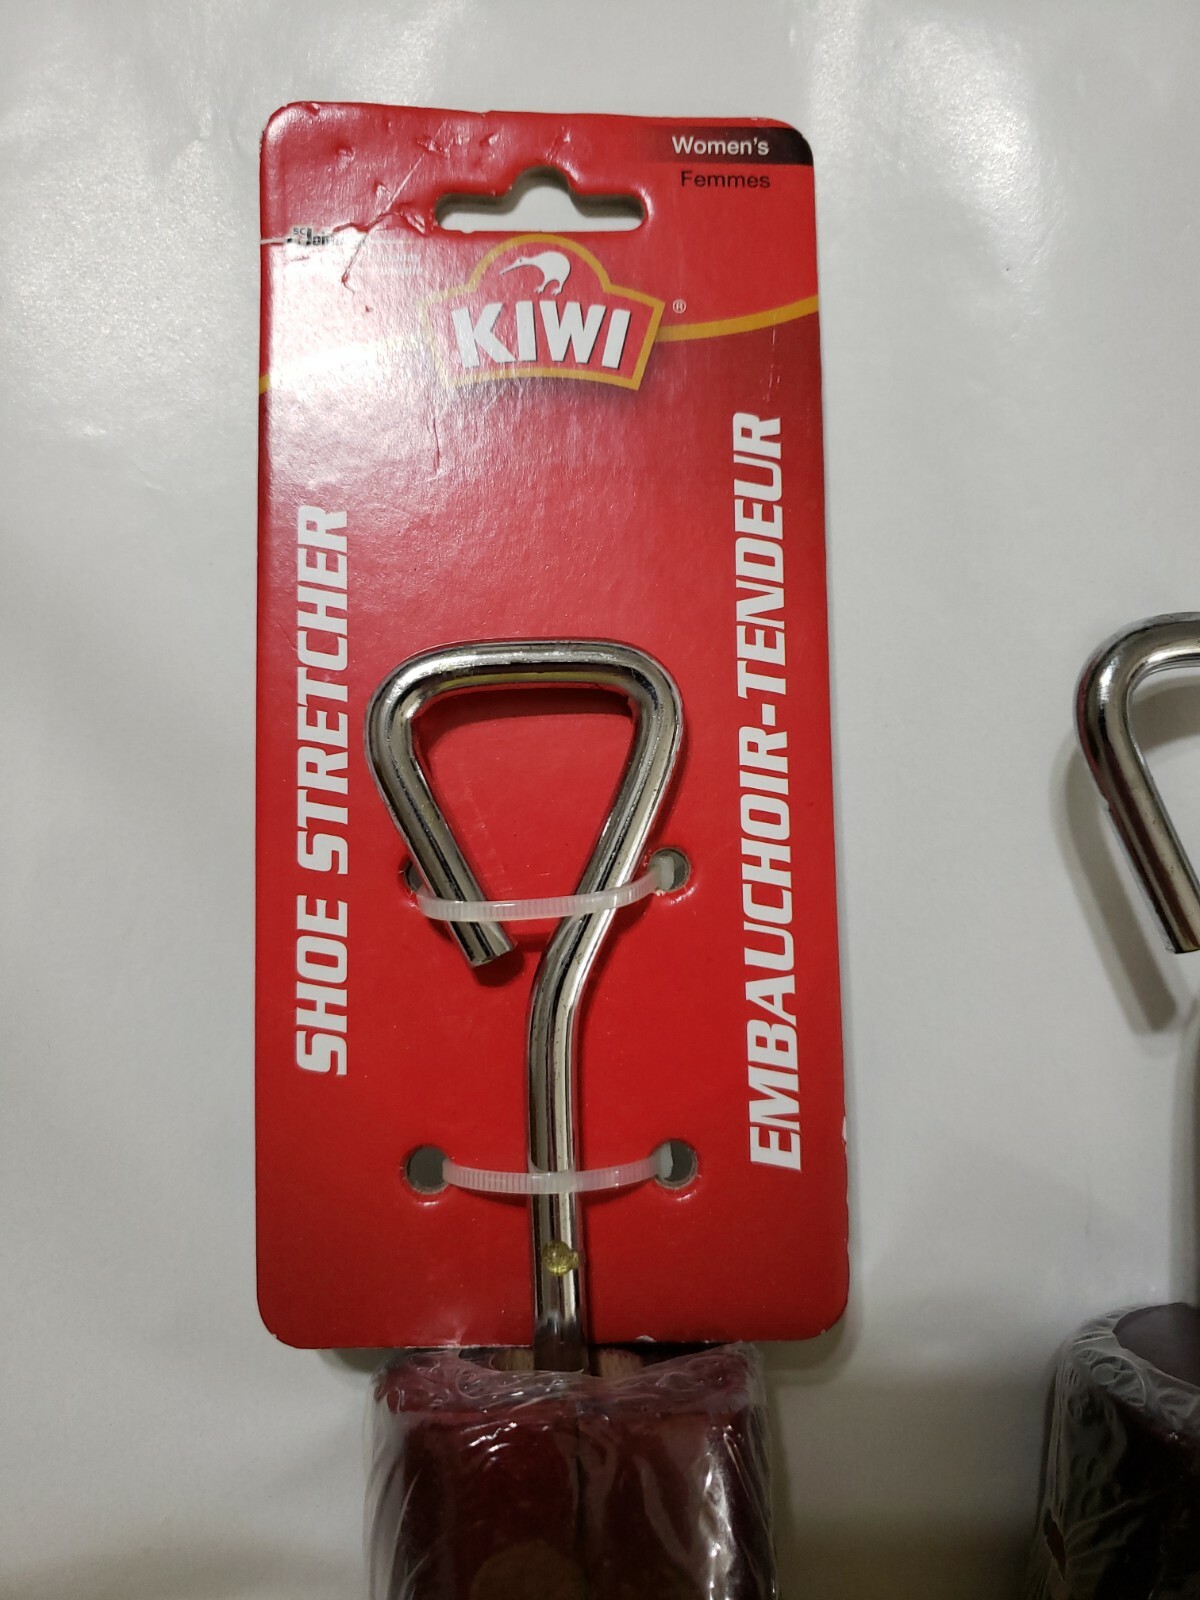 Women's
Femmes
KIWI
®
SHOE STRETCHER
EMBAUCHOIR-TENDEUR